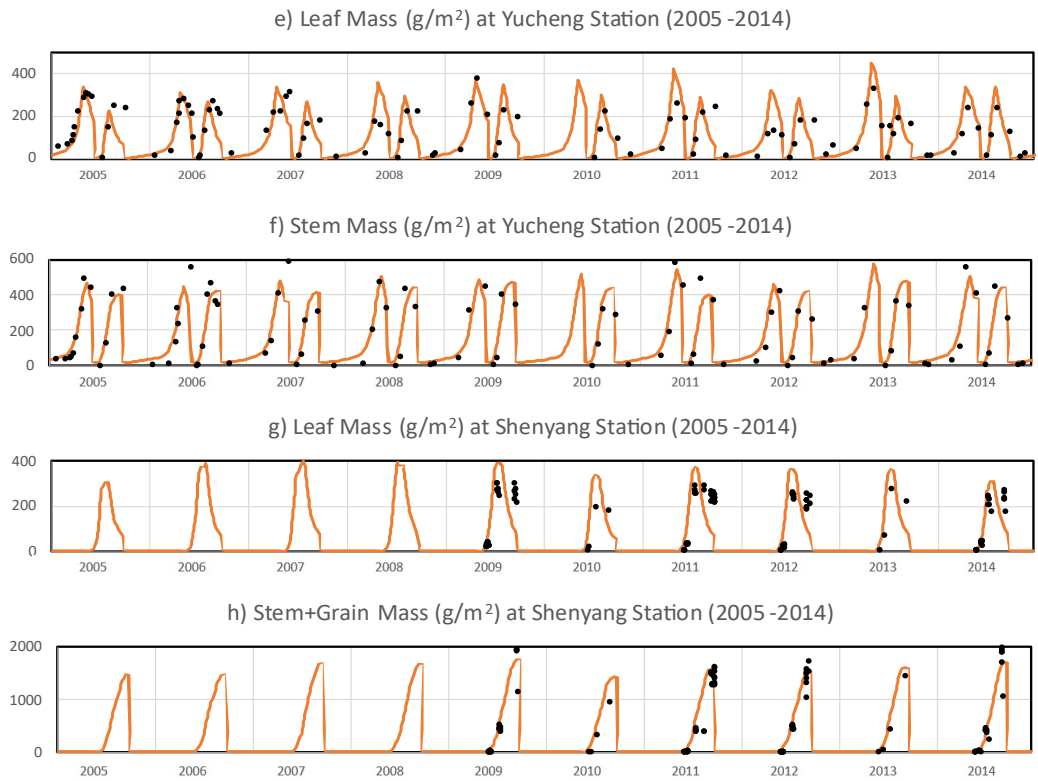 e) Leaf Mass (g/m²) at Yucheng Station (2005 -2014)
400
200
0
2005 2006 2007 2008 2009 2010 2011 2012 2013 2014
f) Stem Mass (g/m²) at Yucheng Station (2005 -2014)
600
400
200
0
2005 2006 2007 2008 2009 2010 2011 2012 2013 2014
g) Leaf Mass (g/m²) at Shenyang Station (2005 -2014)
400
200
0
2005 2006 2007 2008 2009 2010 2011 2012 2013 2014
h) Stem+Grain Mass (g/m²) at Shenyang Station (2005 -2014)
2000
1000
0
2005 2006 2007 2008 2009 2010 2011 2012 2013 2014